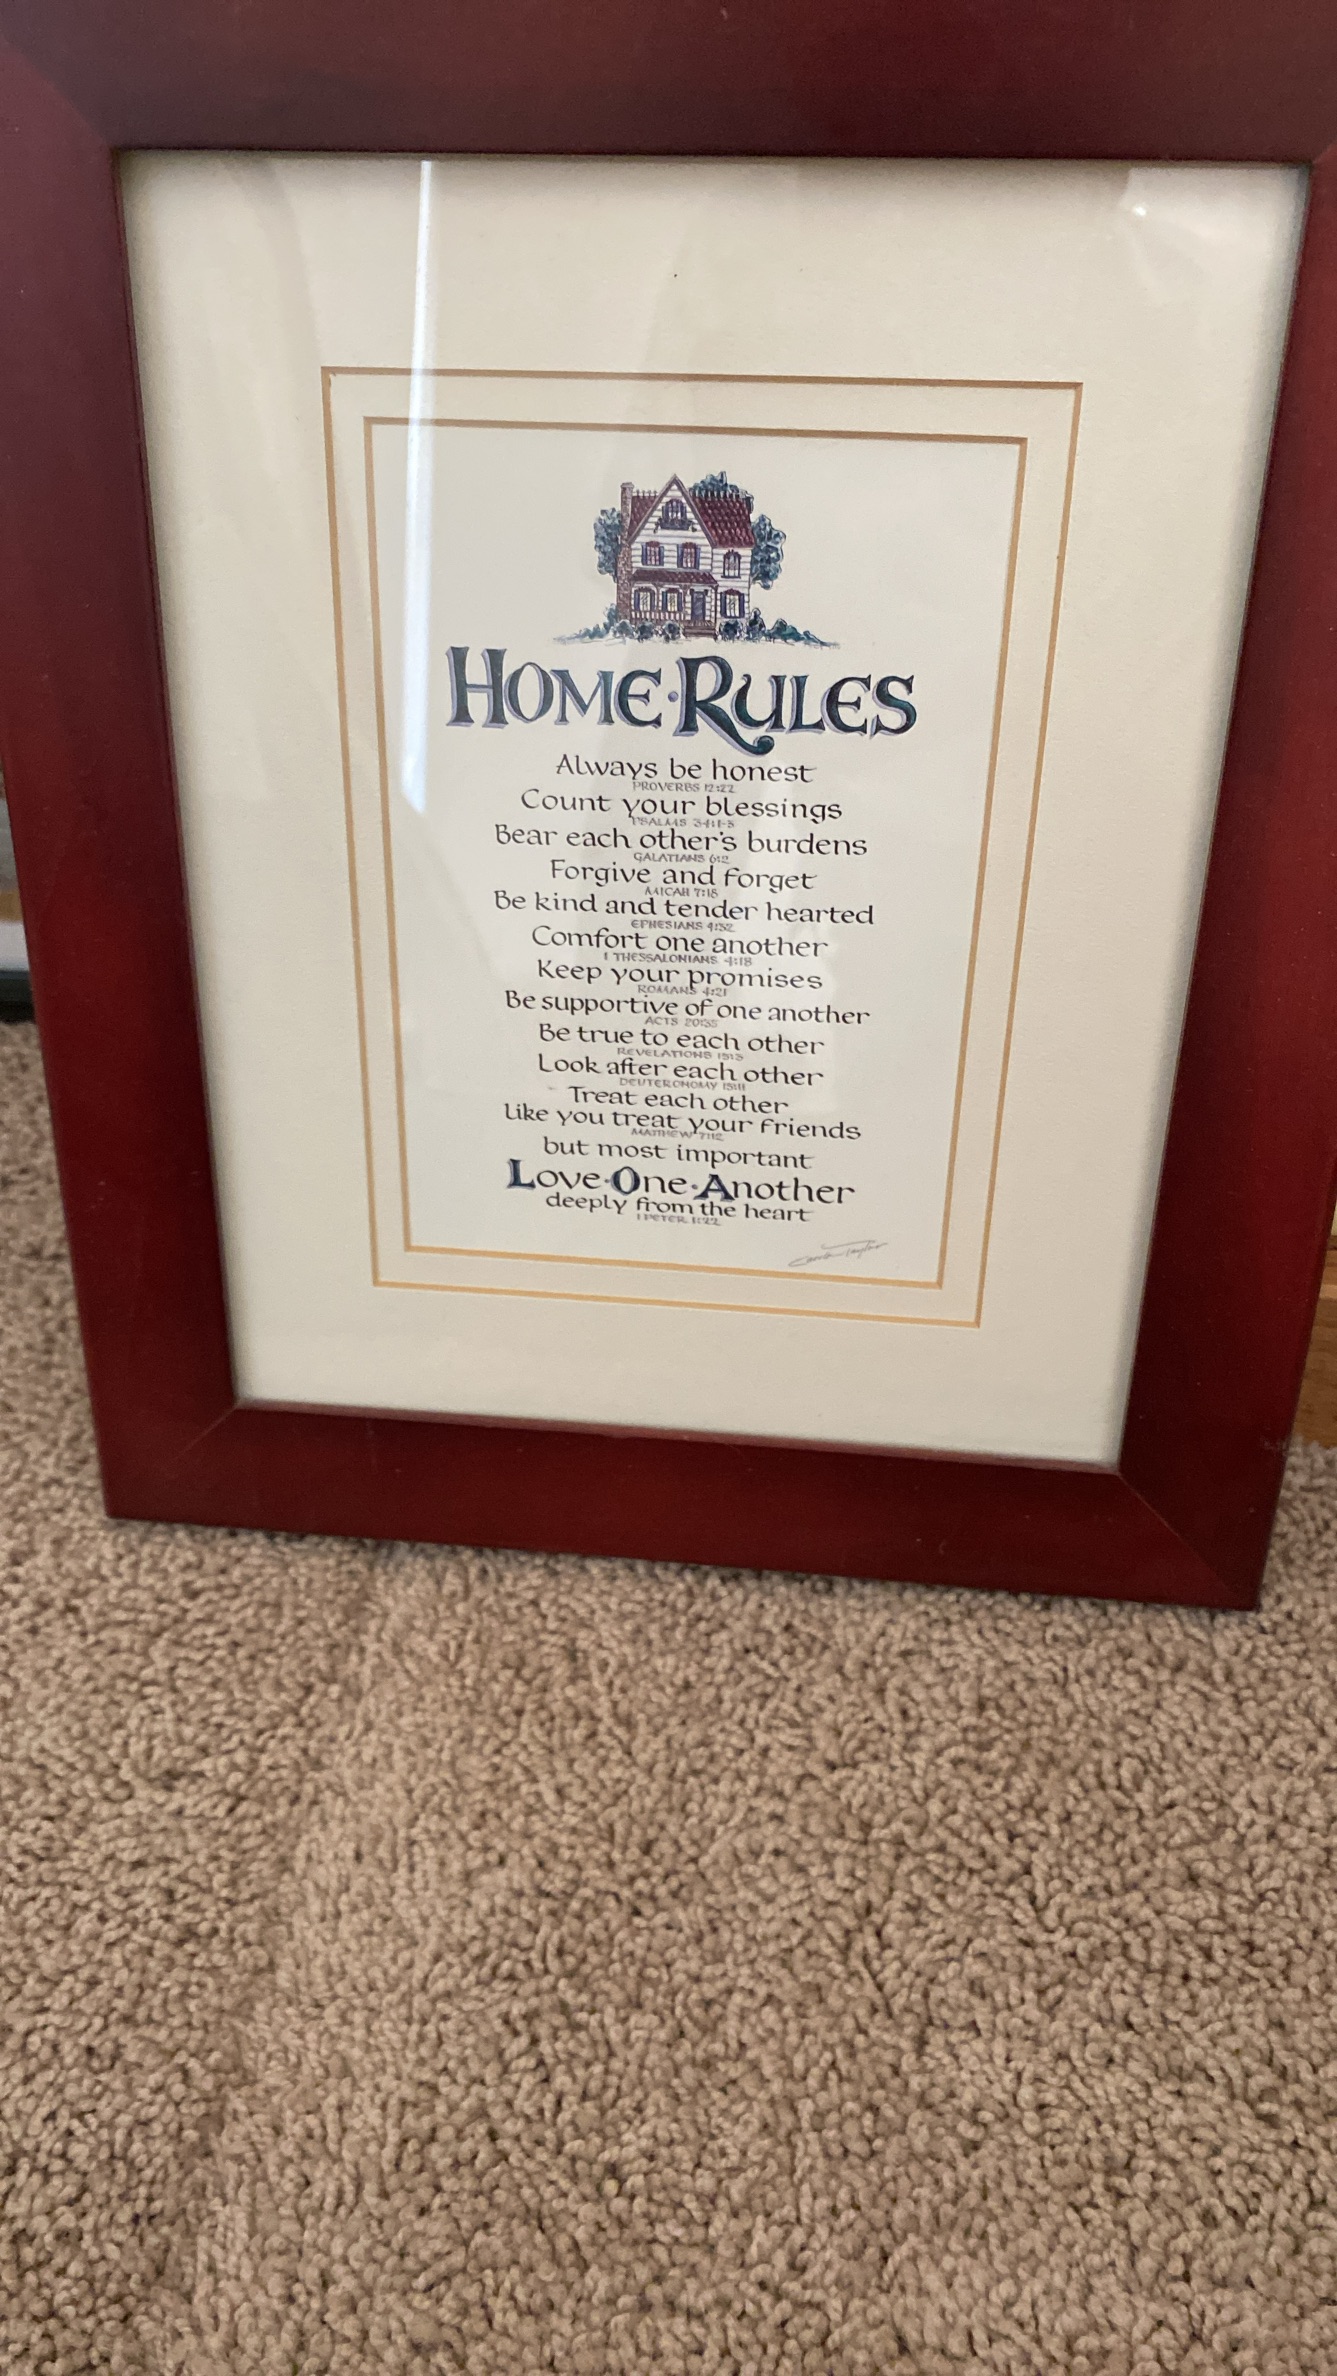 HOME·RULES
Always be honest
PROVERBS 12:22
Count your blessings
PSALMS 34:1-3
Bear each other's burdens
GALATIANS 6:2
Forgive and forget
MICAH 7:18
Be kind and tender hearted
EPHESIANS 4:32
Comfort one another
1 THESSALONIANS 4:18
Keep your promises
ROMANS 4:21
Be supportive of one another
ACTS 20:35
Be true to each other
REVELATIONS 15:3
Look after each other
DEUTERONOMY 15:11
Treat each other
Like you treat your friends
MATTHEW 7:12
but most important
Love·One·Another
deeply from the heart
1 PETER 1:22